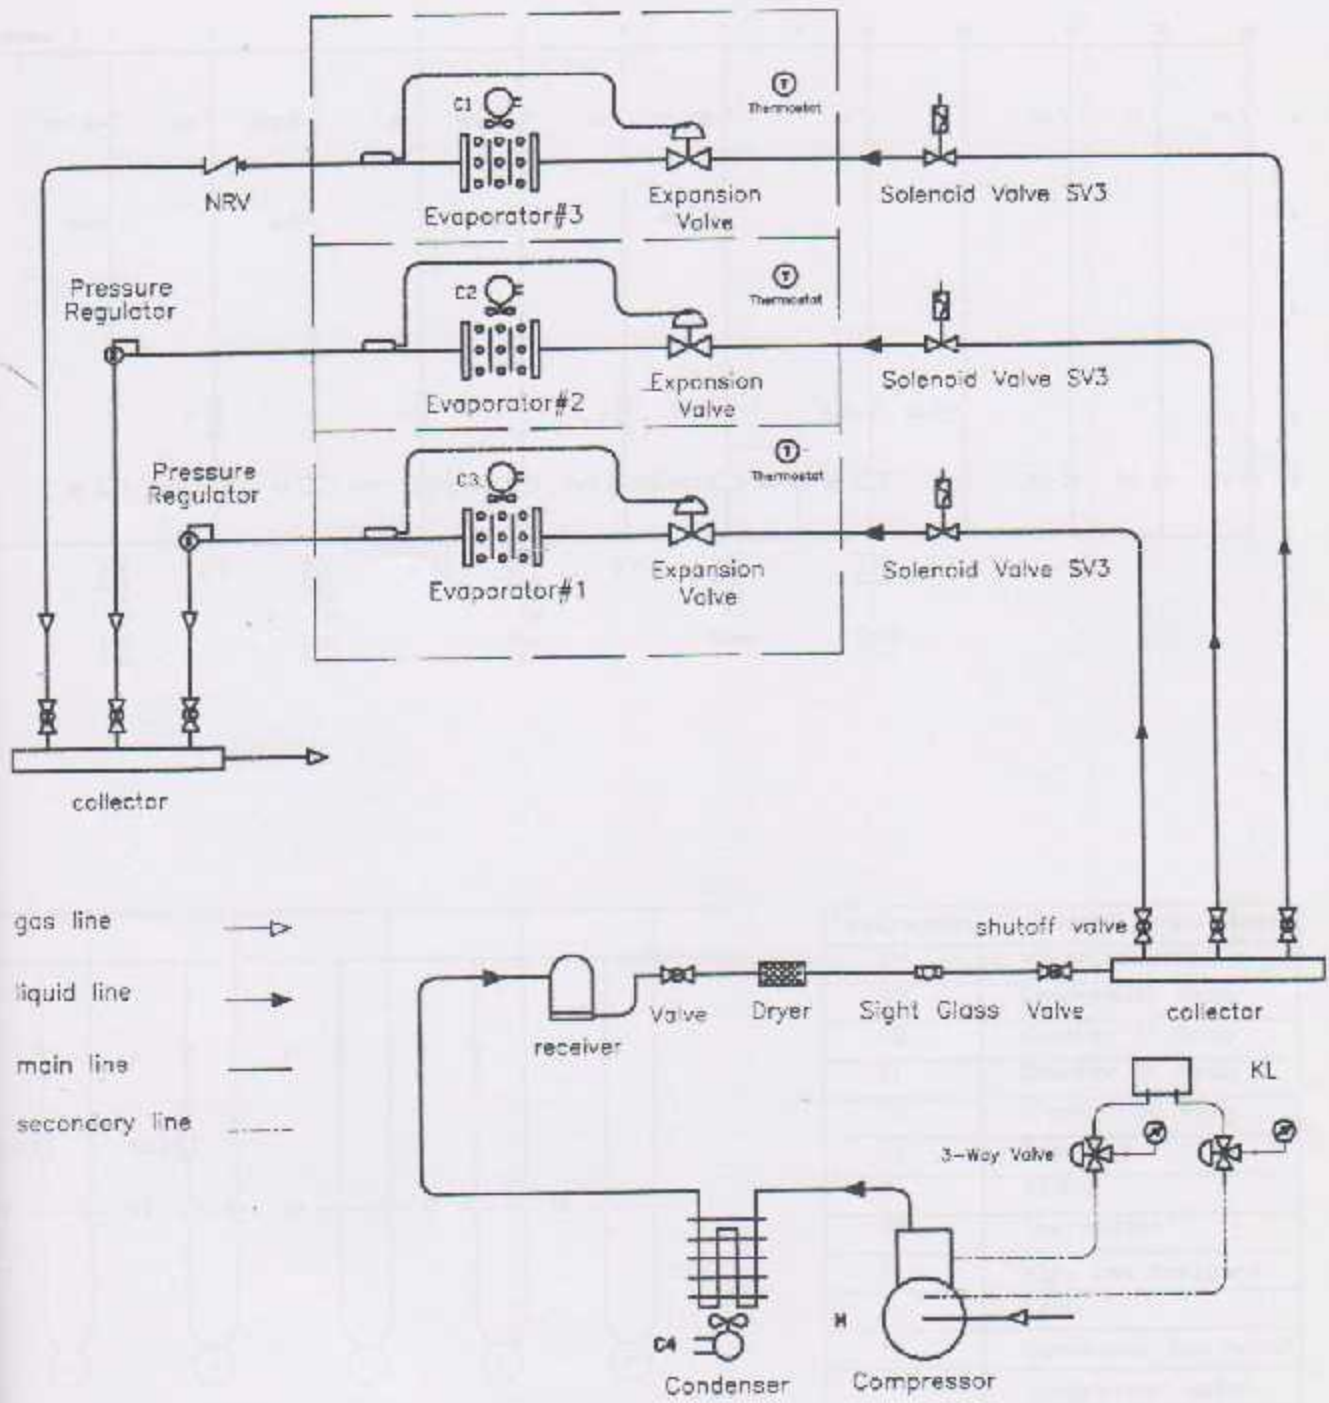 C1
T
Thermostat
NRV
Evaporator#3
Expansion
Valve
Solenoid Valve SV3
Pressure
Regulator
C2
T
Thermostat
Evaporator#2
Expansion
Valve
Solenoid Valve SV3
Pressure
Regulator
C3
T
Thermostat
Evaporator#1
Expansion
Valve
Solenoid Valve SV3
collector
gas line
liquid line
main line
secondory line
shutoff valve
receiver
Valve
Dryer
Sight Glass
Valve
collector
KL
3-Way Valve
M
C4
Condenser
Compressor